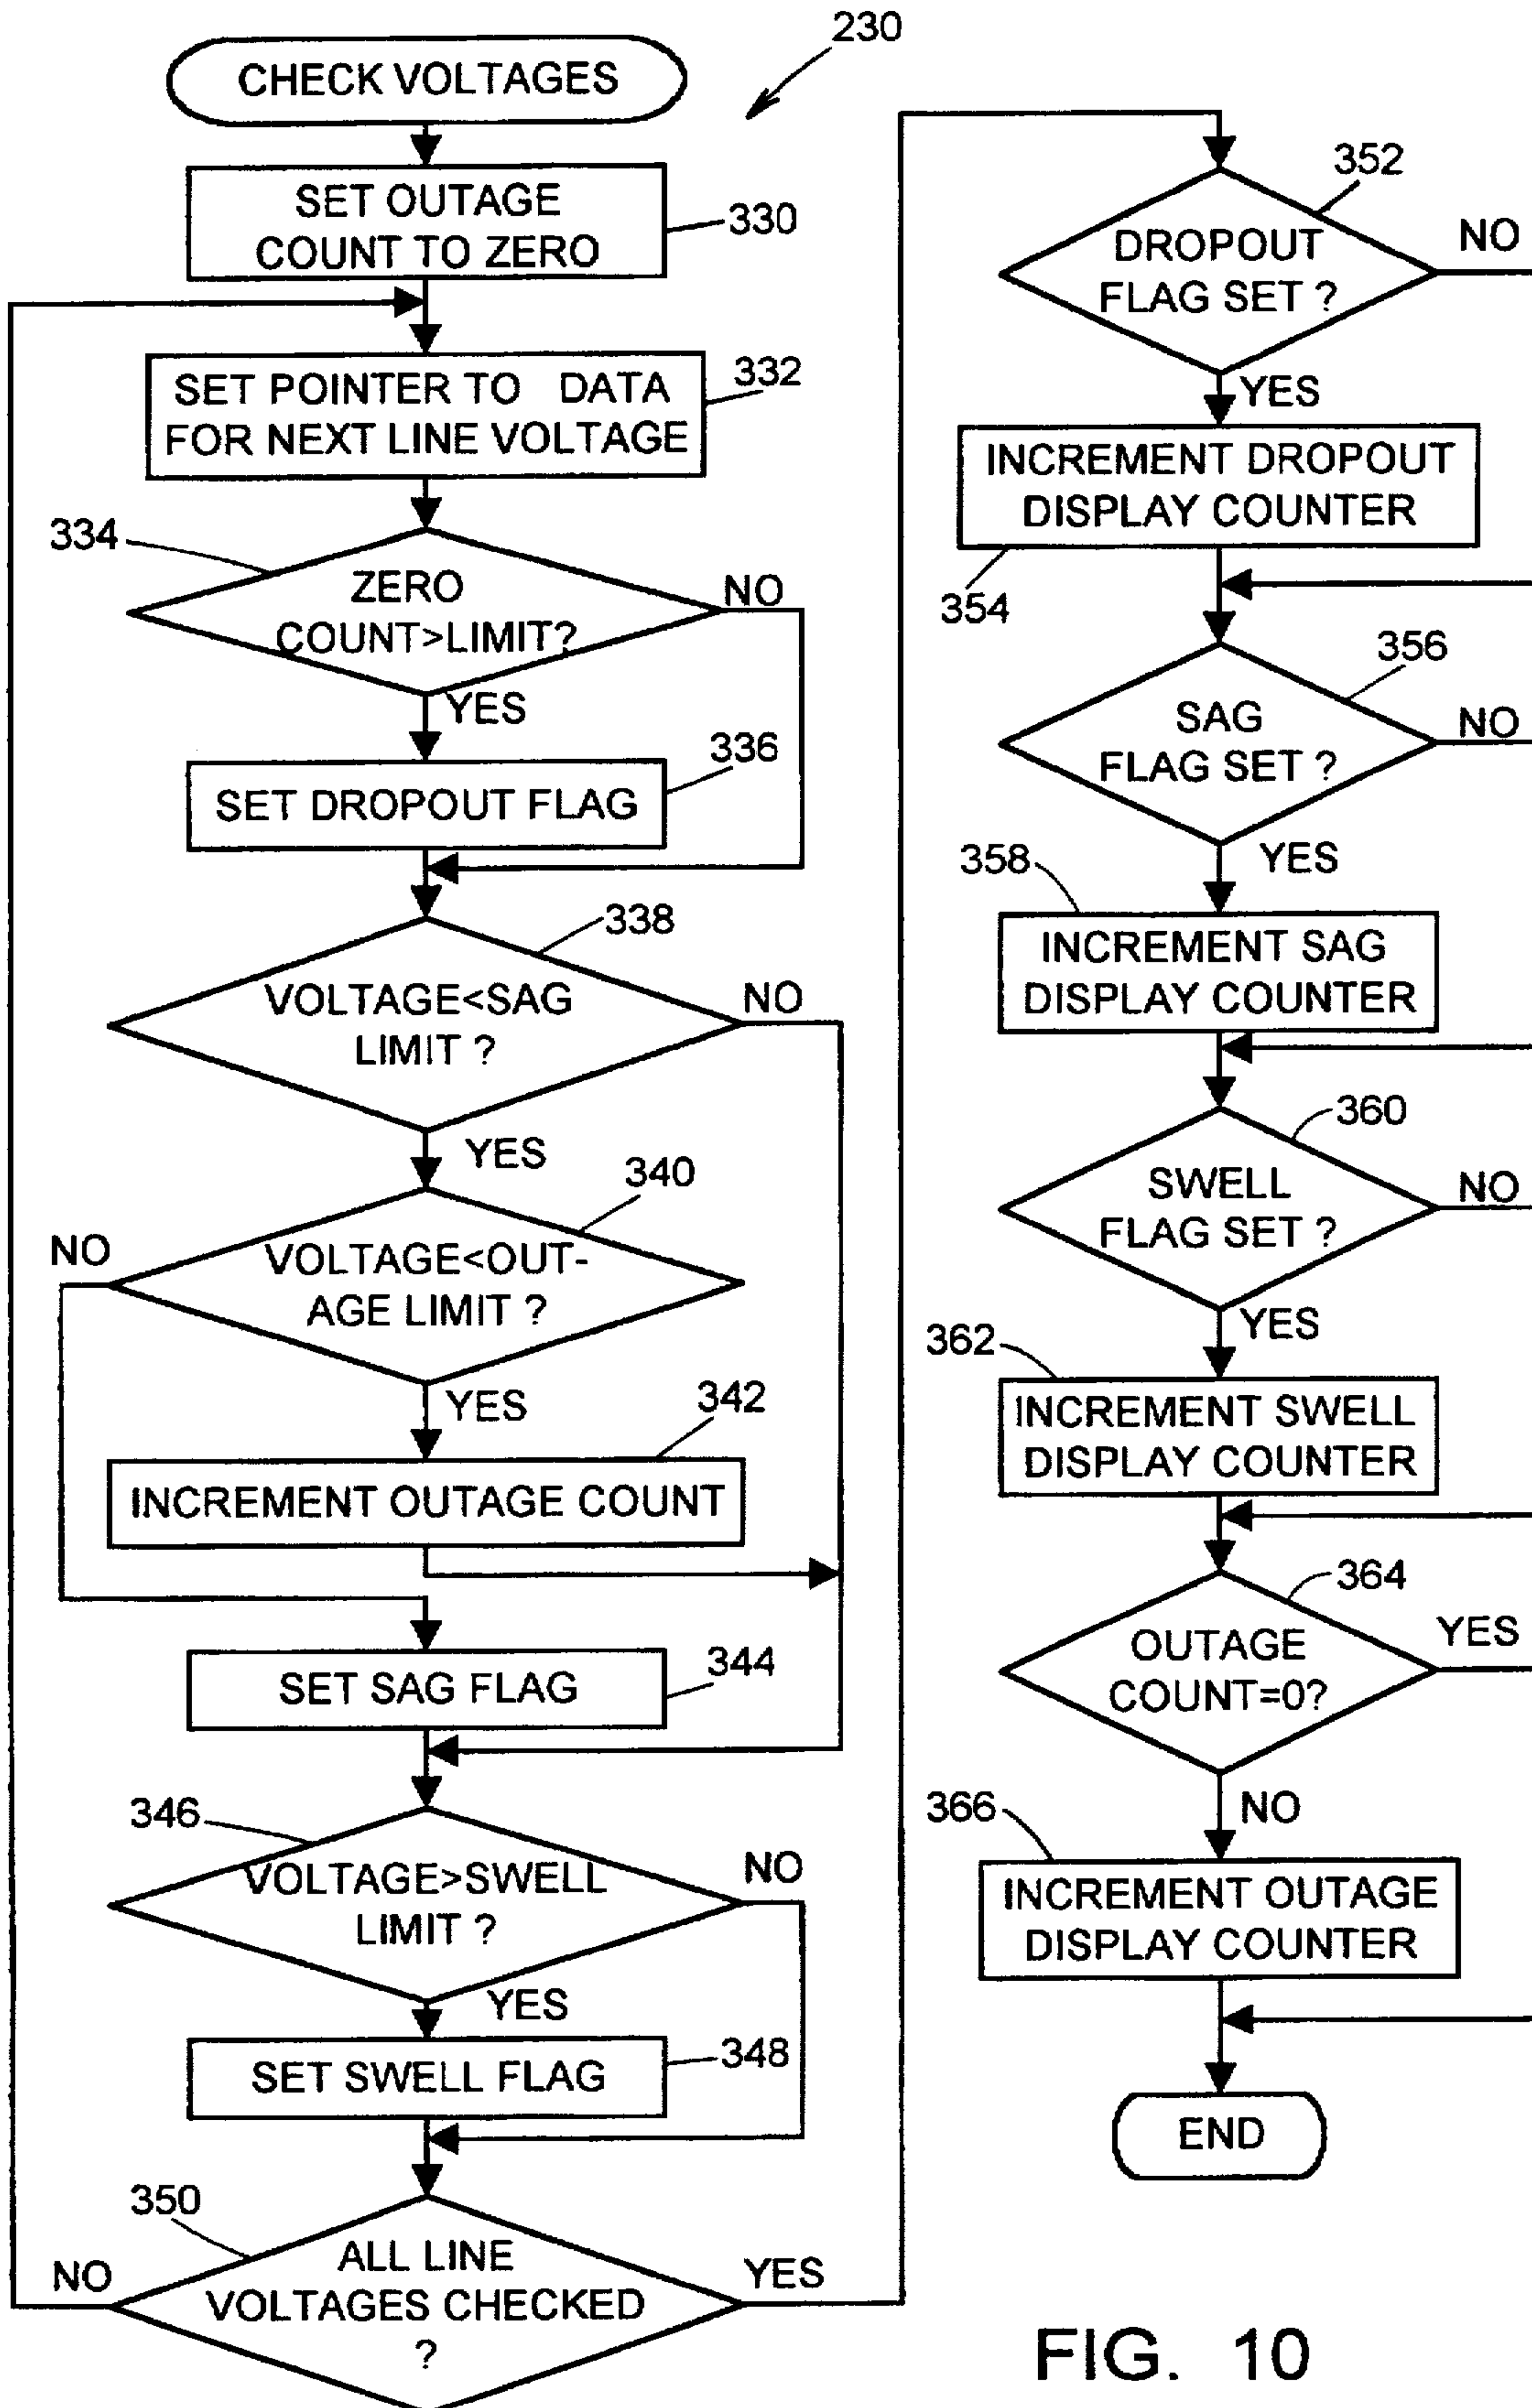 230
CHECK VOLTAGES
SET OUTAGE
COUNT TO ZERO
330
SET POINTER TO DATA
FOR NEXT LINE VOLTAGE
332
334
ZERO
COUNT>LIMIT?
NO
YES
336
SET DROPOUT FLAG
338
VOLTAGE<SAG
LIMIT ?
NO
YES
340
NO
VOLTAGE<OUT-
AGE LIMIT ?
YES
342
INCREMENT OUTAGE COUNT
SET SAG FLAG
344
346
VOLTAGE>SWELL
LIMIT ?
NO
YES
SET SWELL FLAG
348
350
NO
ALL LINE
VOLTAGES CHECKED
?
YES
352
DROPOUT
FLAG SET ?
NO
YES
INCREMENT DROPOUT
DISPLAY COUNTER
354
356
SAG
FLAG SET ?
NO
YES
358
INCREMENT SAG
DISPLAY COUNTER
360
SWELL
FLAG SET ?
NO
YES
362
INCREMENT SWELL
DISPLAY COUNTER
364
OUTAGE
COUNT=0?
YES
NO
366
INCREMENT OUTAGE
DISPLAY COUNTER
END
FIG. 10